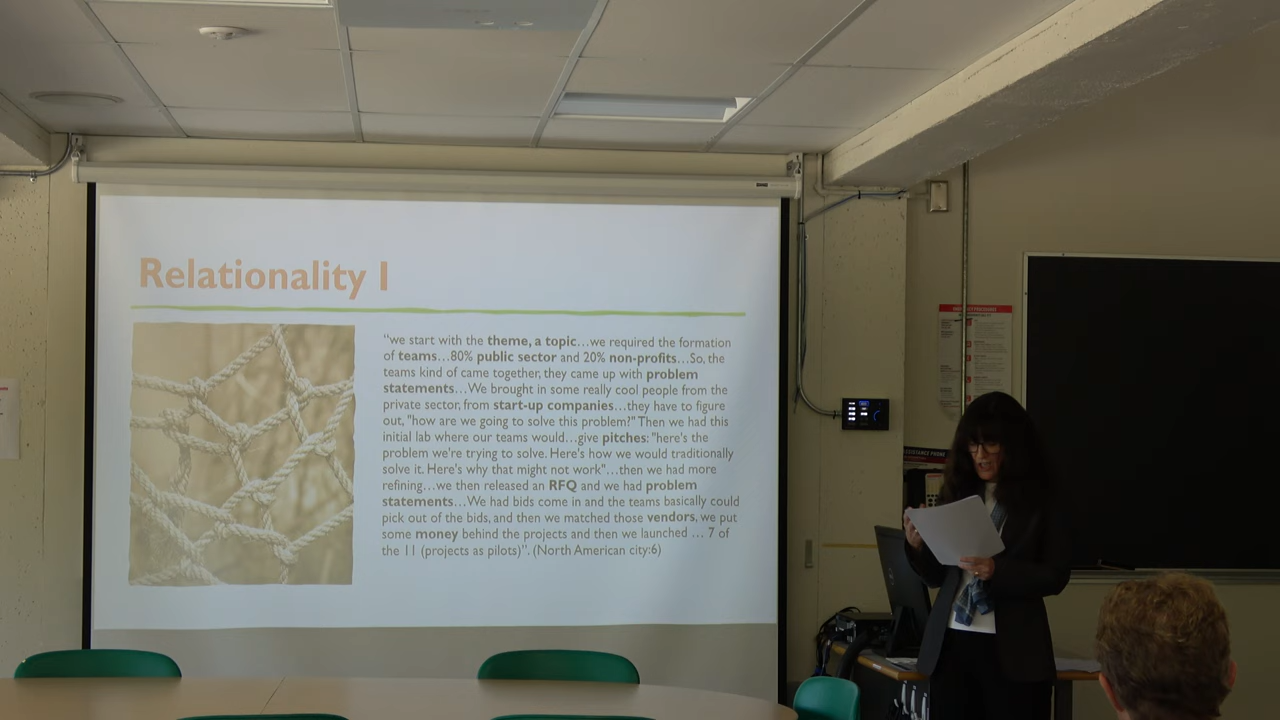 Relationality I
"we start with the theme, a topic…we required the formation
of teams…80% public sector and 20% non-profits…So, the
teams kind of came together, they came up with problem
statements…We brought in some really cool people from the
private sector, from start-up companies…they have to figure
out, "how are we going to solve this problem?" Then we had this
initial lab where our teams would…give pitches: "here's the
problem we're trying to solve. Here's how we would traditionally
solve it. Here's why that might not work"…then we had more
refining…we then released an RFQ and we had problem
statements…We had bids come in and the teams basically could
pick out of the bids, and then we matched those vendors, we put
some money behind the projects and then we launched … 7 of
the 11 (projects as pilots)". (North American city:6)
ASSISTANCE PHONE